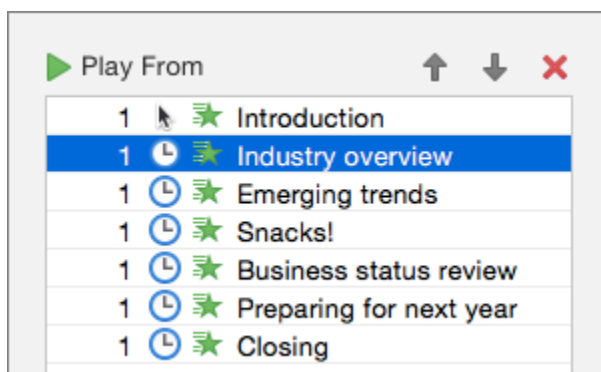 Play From
1 Introduction
1 Industry overview
1 Emerging trends
1 Snacks!
1 Business status review
1 Preparing for next year
1 Closing